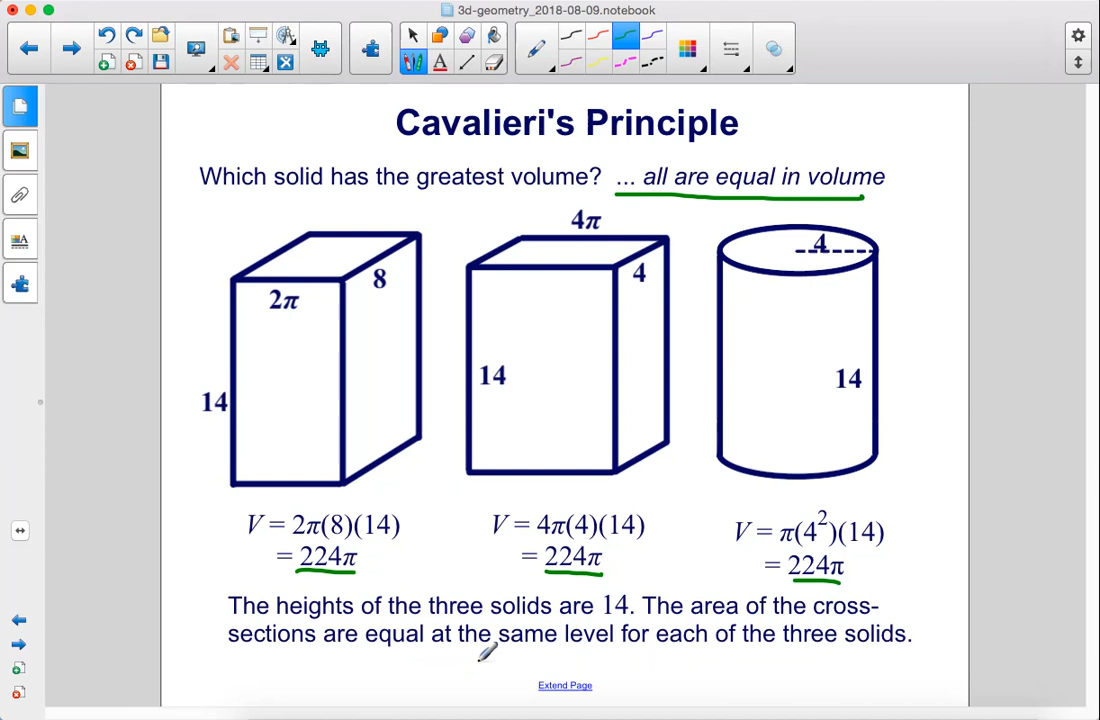 3d-geometry_2018-08-09.notebook
Cavalieri's Principle
Which solid has the greatest volume? ... all are equal in volume
4π
4
8
4
2π
14
14
14
V = 2π(8)(14)
V = 4π(4)(14)
V = π(4²)(14)
= 224π
= 224π
= 224π
The heights of the three solids are 14. The area of the cross-
sections are equal at the same level for each of the three solids.
Extend Page